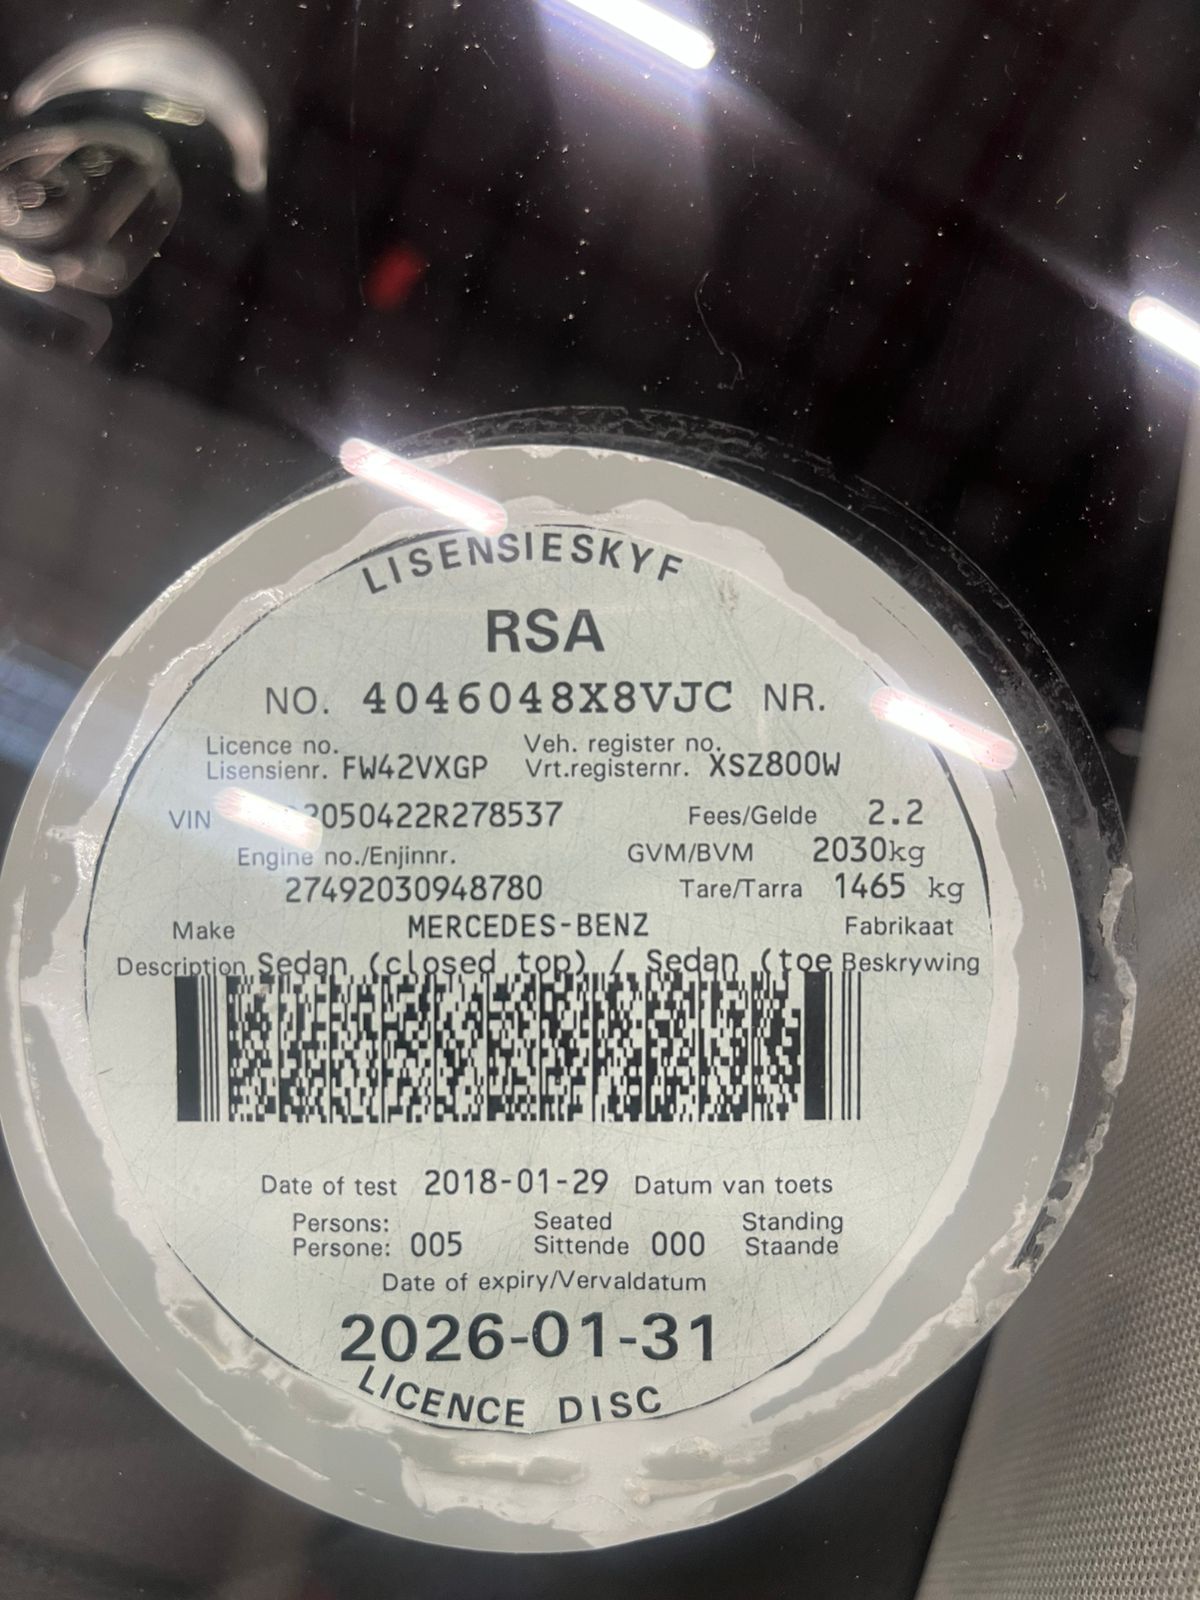 LISENSIESKYF
RSA
NO. 4046048X8VJC NR.
Licence no. Veh. register no.
Lisensienr. FW42VXGP Vrt.registernr. XSZ800W
VIN 2050422R278537 Fees/Gelde 2.2
Engine no./Enjinnr. GVM/BVM 2030kg
27492030948780 Tare/Tarra 1465 kg
Make MERCEDES-BENZ Fabrikaat
Description Sedan (closed top) / Sedan (toe Beskrywing
Date of test 2018-01-29 Datum van toets
Persons: Seated Standing
Persone: 005 Sittende 000 Staande
Date of expiry/Vervaldatum
2026-01-31
LICENCE DISC